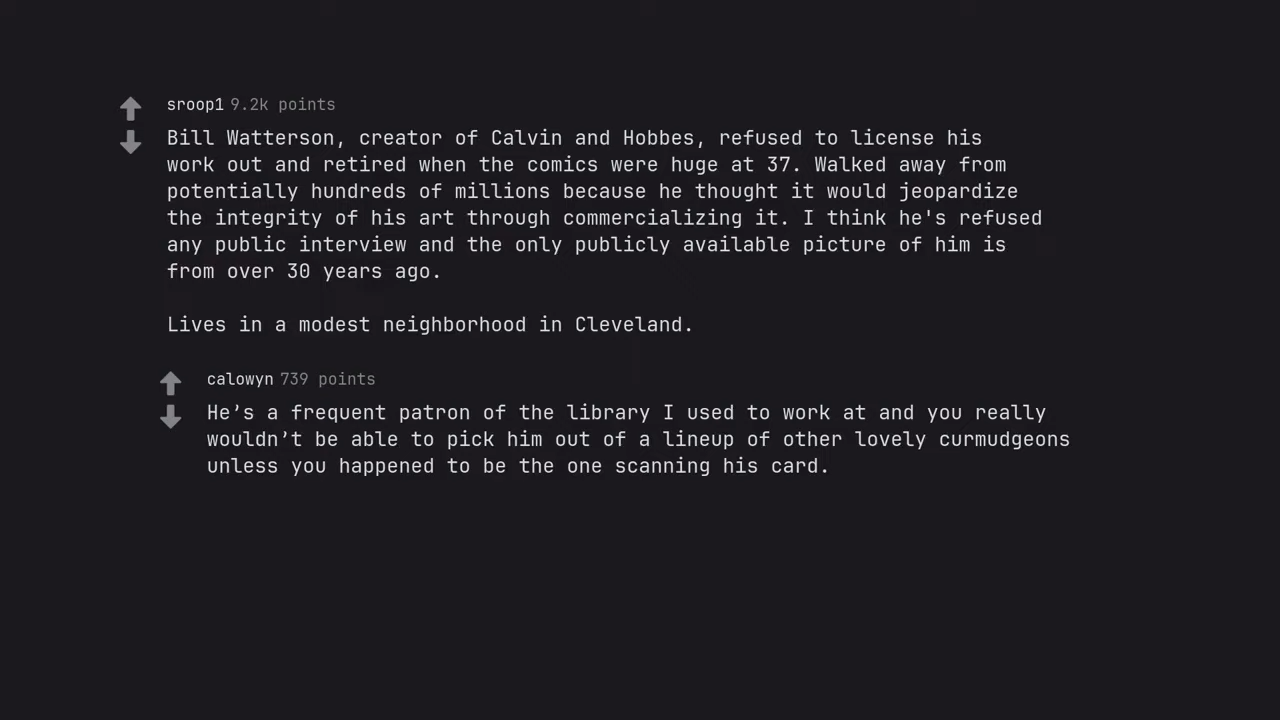 sroop1 9.2k points
Bill Watterson, creator of Calvin and Hobbes, refused to license his
work out and retired when the comics were huge at 37. Walked away from
potentially hundreds of millions because he thought it would jeopardize
the integrity of his art through commercializing it. I think he's refused
any public interview and the only publicly available picture of him is
from over 30 years ago.
Lives in a modest neighborhood in Cleveland.
calowyn 739 points
He’s a frequent patron of the library I used to work at and you really
wouldn’t be able to pick him out of a lineup of other lovely curmudgeons
unless you happened to be the one scanning his card.